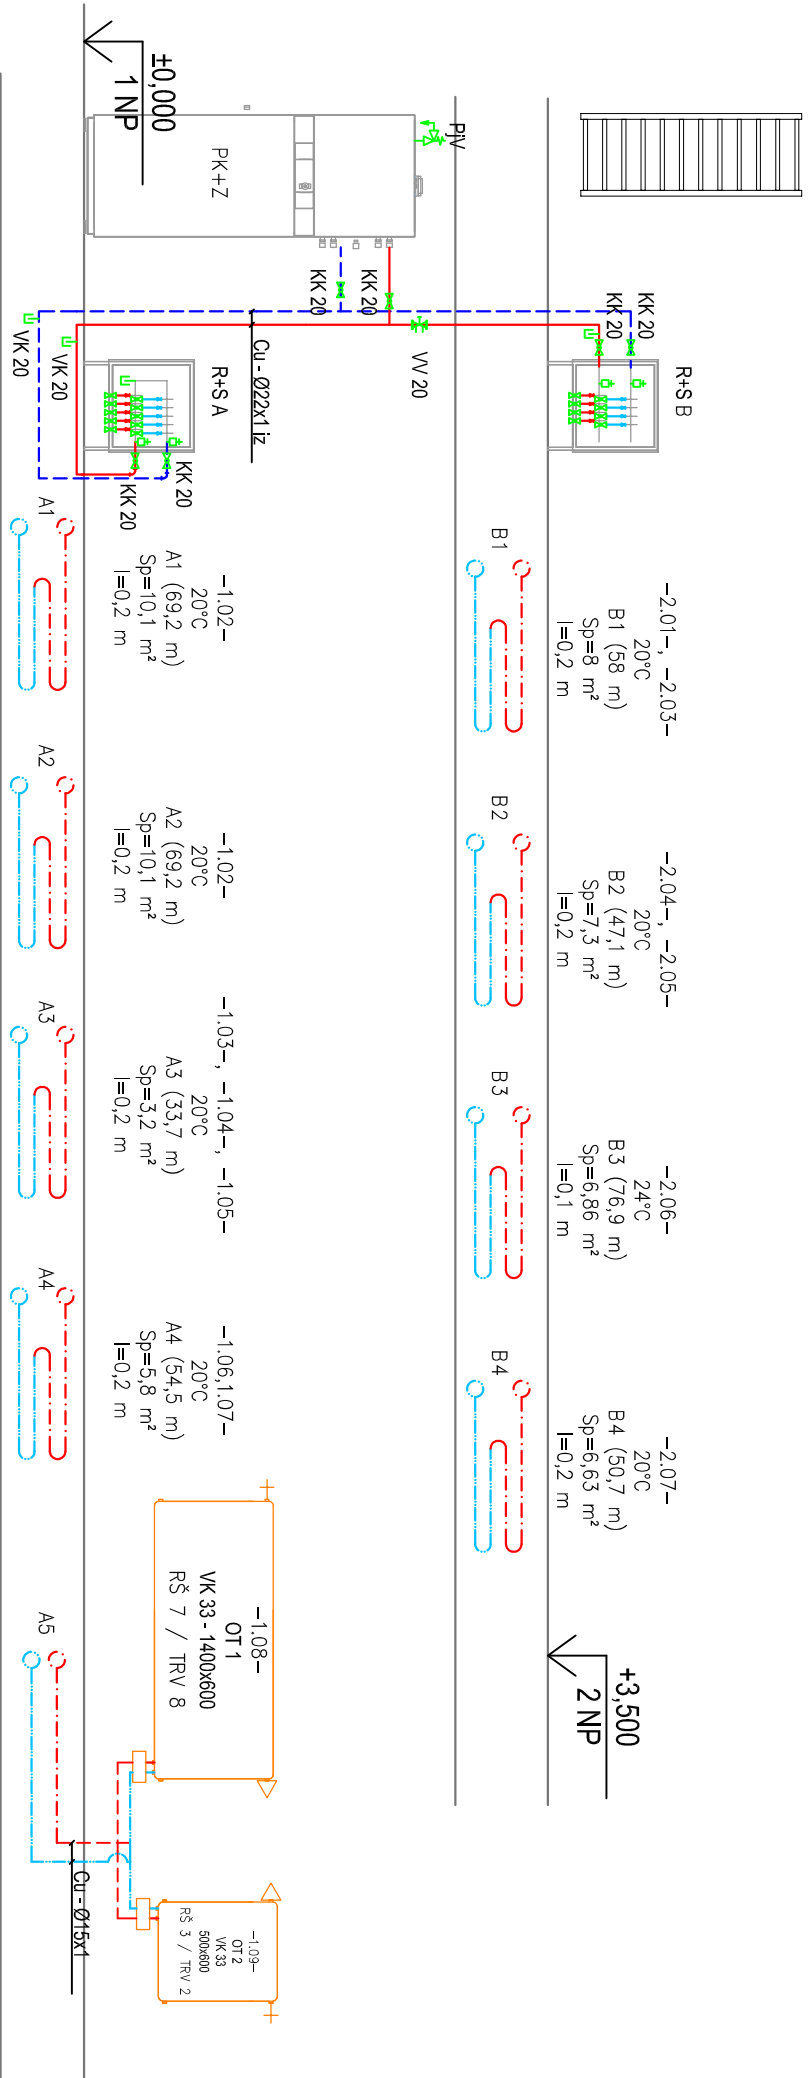 R+S B
KK 20
KK 20
-2.01-, -2.03-
20°C
B1 (58 m)
Sp=8 m²
l=0,2 m
B1
-2.04-, -2.05-
20°C
B2 (47,1 m)
Sp=7,3 m²
l=0,2 m
B2
-2.06-
24°C
B3 (76,9 m)
Sp=6,86 m²
l=0,1 m
B3
-2.07-
20°C
B4 (50,7 m)
Sp=6,63 m²
l=0,2 m
B4
+3,500
2 NP
PjV
PK+Z
±0,000
1 NP
KK 20
KK 20
VV 20
Cu - Ø22x1 iz
R+S A
KK 20
KK 20
VK 20
VK 20
-1.02-
20°C
A1 (69,2 m)
Sp=10,1 m²
l=0,2 m
A1
-1.02-
20°C
A2 (69,2 m)
Sp=10,1 m²
l=0,2 m
A2
-1.03-, -1.04-, -1.05-
20°C
A3 (33,7 m)
Sp=3,2 m²
l=0,2 m
A3
-1.06,1.07-
20°C
A4 (54,5 m)
Sp=5,8 m²
l=0,2 m
A4
-1.08-
OT 1
VK 33 - 1400x600
RŠ 7 / TRV 8
A5
-1.09-
OT 2
VK 33
500x600
RŠ 3 / TRV 2
Cu - Ø15x1